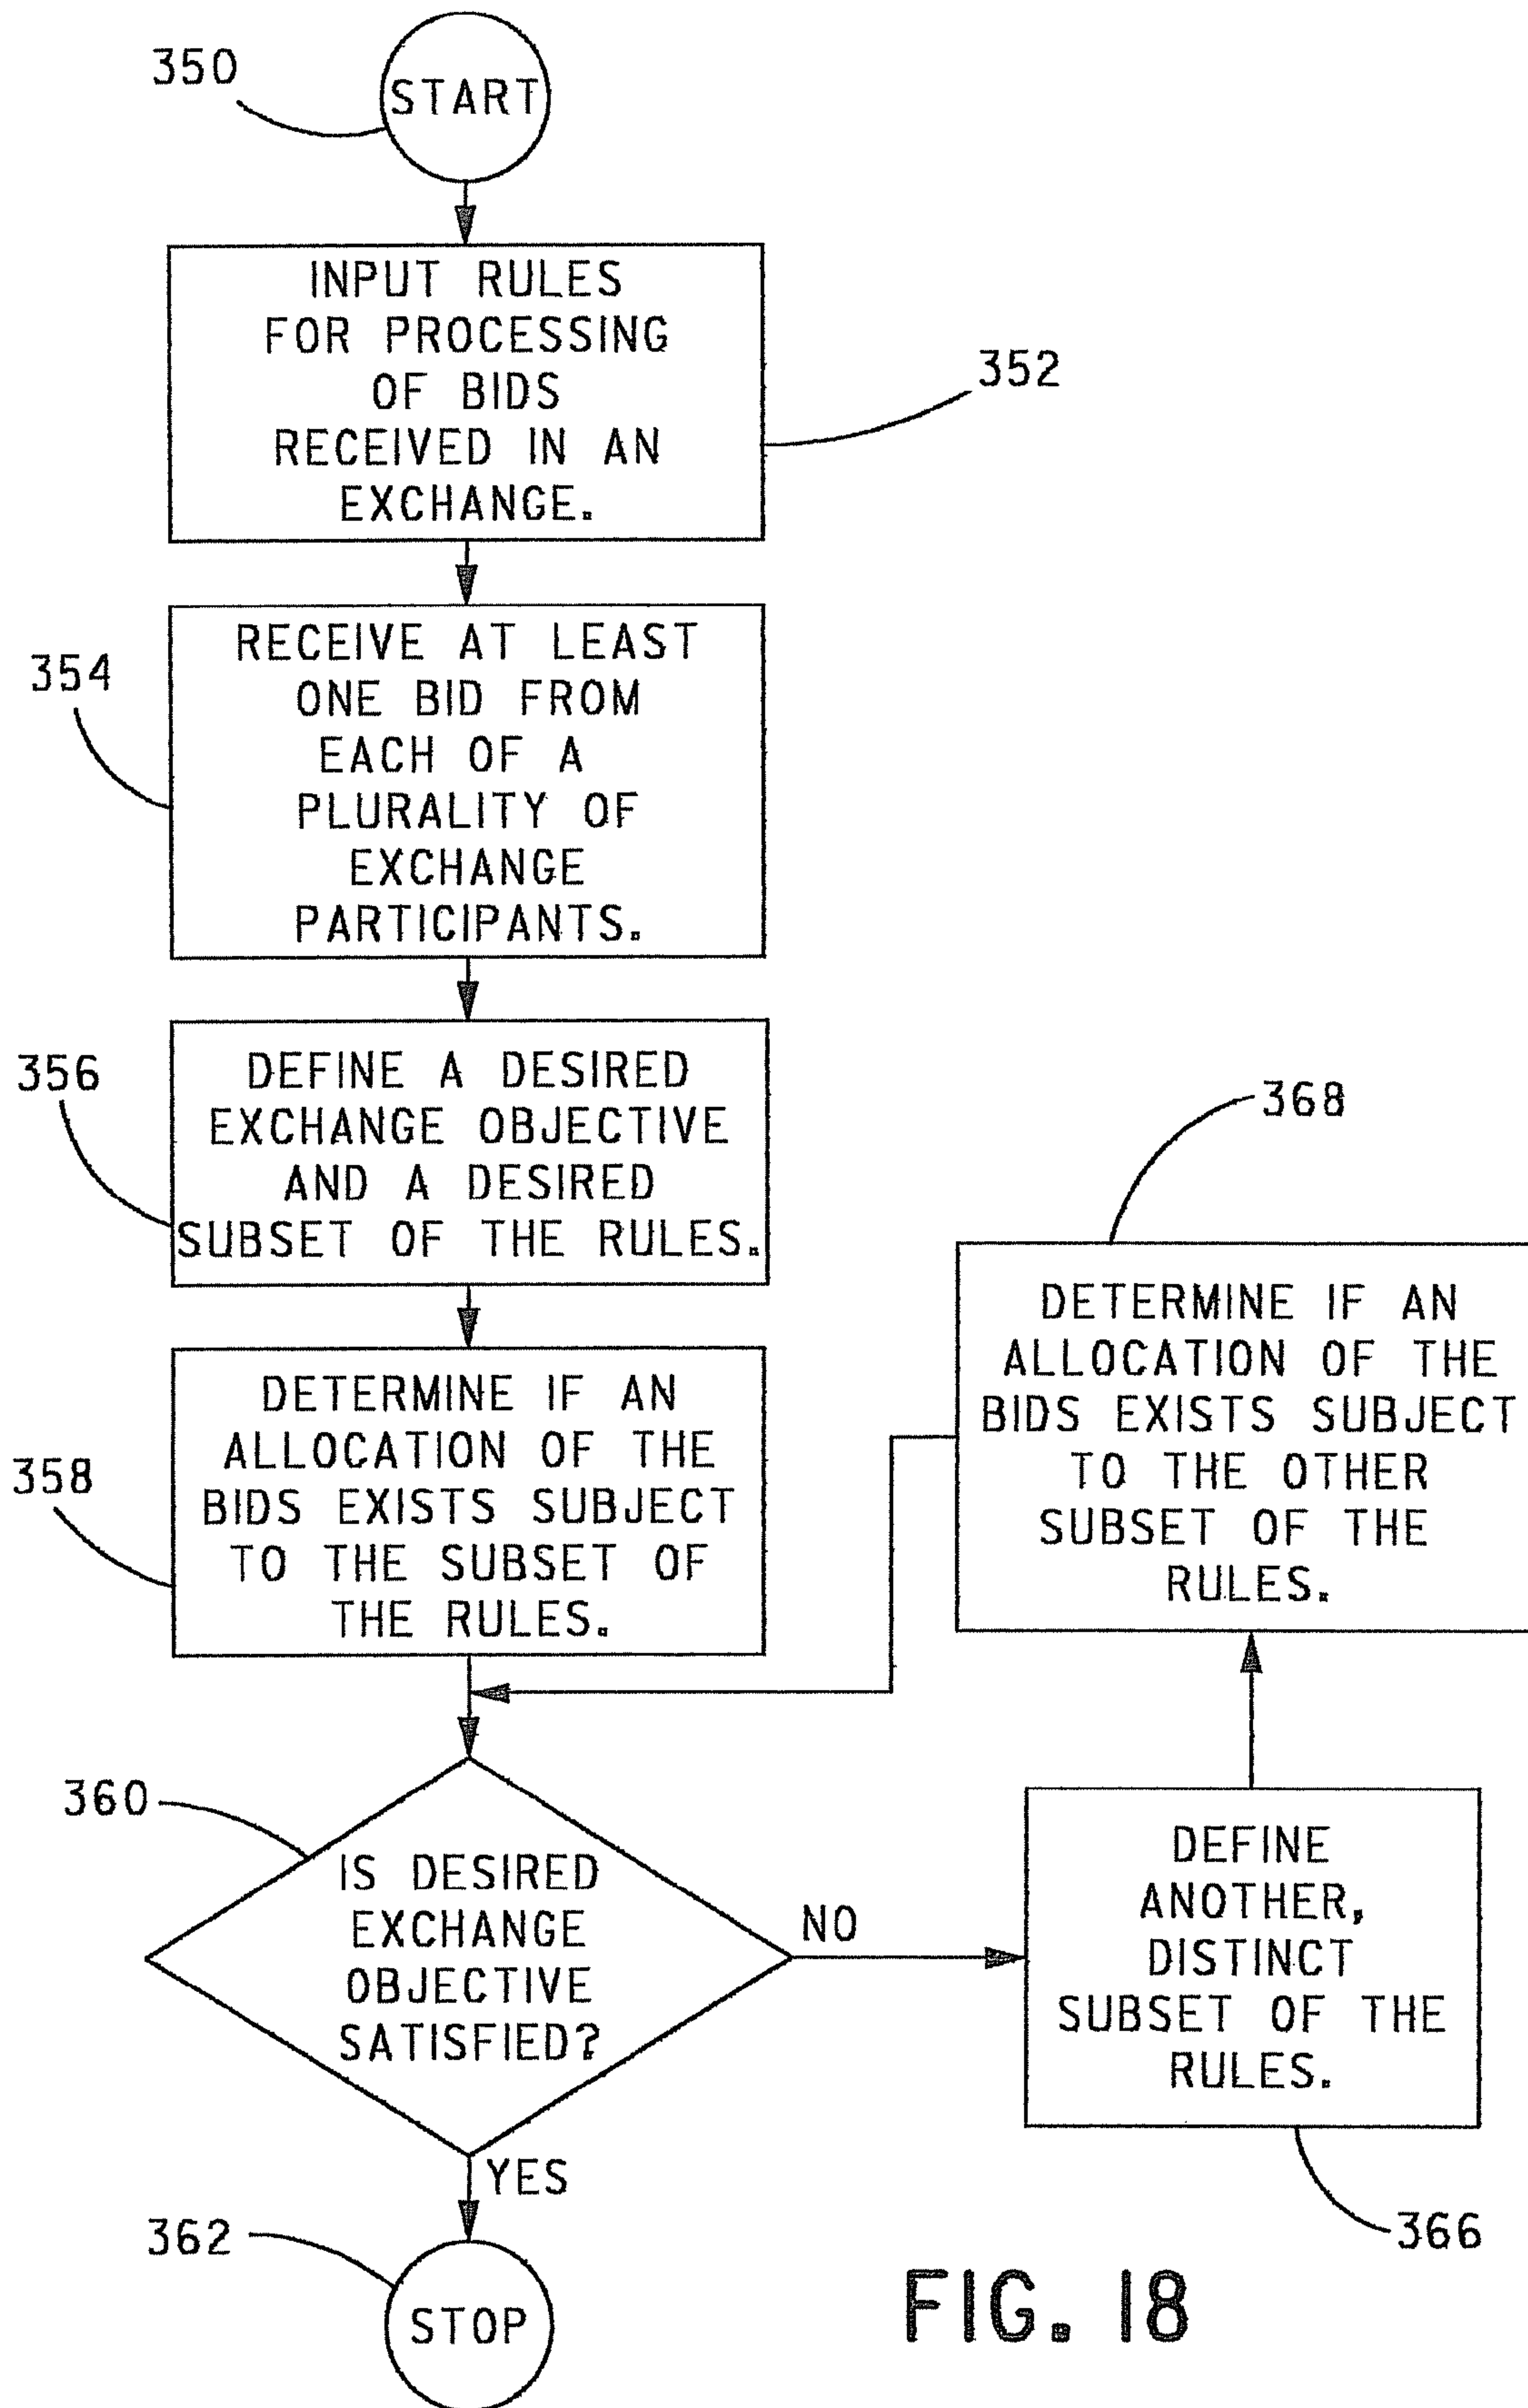 350
START
INPUT RULES
FOR PROCESSING
OF BIDS
RECEIVED IN AN
EXCHANGE.
352
354
RECEIVE AT LEAST
ONE BID FROM
EACH OF A
PLURALITY OF
EXCHANGE
PARTICIPANTS.
356
DEFINE A DESIRED
EXCHANGE OBJECTIVE
AND A DESIRED
SUBSET OF THE RULES.
358
DETERMINE IF AN
ALLOCATION OF THE
BIDS EXISTS SUBJECT
TO THE SUBSET OF
THE RULES.
360
IS DESIRED
EXCHANGE
OBJECTIVE
SATISFIED?
NO
YES
362
STOP
368
DETERMINE IF AN
ALLOCATION OF THE
BIDS EXISTS SUBJECT
TO THE OTHER
SUBSET OF THE
RULES.
DEFINE
ANOTHER,
DISTINCT
SUBSET OF THE
RULES.
366
FIG. 18